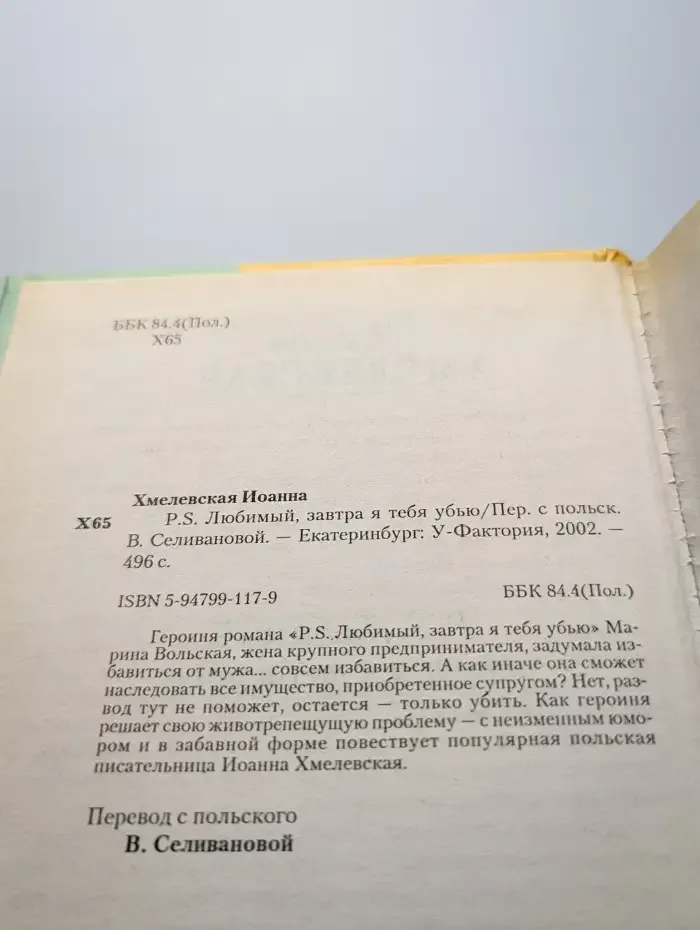 ББК 84.4(Пол.)
Х65
Хмелевская Иоанна
Х65 P.S. Любимый, завтра я тебя убью/Пер. с польск.
В. Селивановой. — Екатеринбург: У-Фактория, 2002. —
496 с.
ISBN 5-94799-117-9 ББК 84.4(Пол.)
Героиня романа «P.S. Любимый, завтра я тебя убью» Ма-
рина Вольская, жена крупного предпринимателя, задумала из-
бавиться от мужа... совсем избавиться. А как иначе она сможет
наследовать все имущество, приобретенное супругом? Нет, раз-
вод тут не поможет, остается — только убить. Как героиня
решает свою животрепещущую проблему — с неизменным юмо-
ром и в забавной форме повествует популярная польская
писательница Иоанна Хмелевская.
Перевод с польского
В. Селивановой